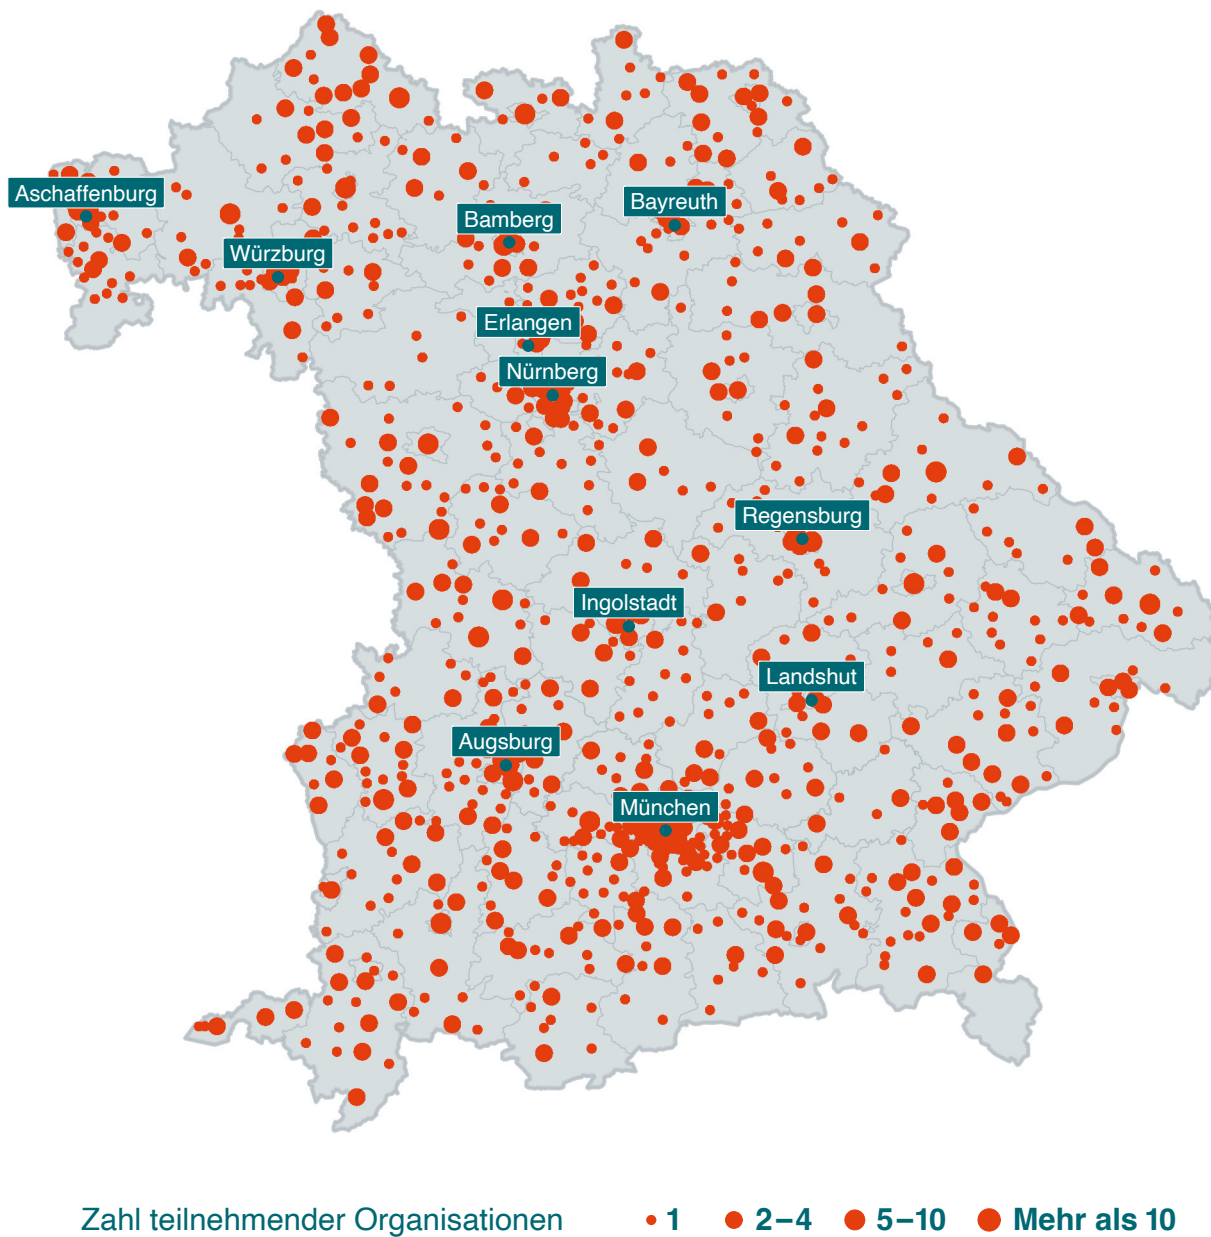 Aschaffenburg
Bayreuth
Bamberg
Würzburg
Erlangen
Nürnberg
Regensburg
Ingolstadt
Landshut
Augsburg
München
Zahl teilnehmender Organisationen 1 2–4 5–10 Mehr als 10